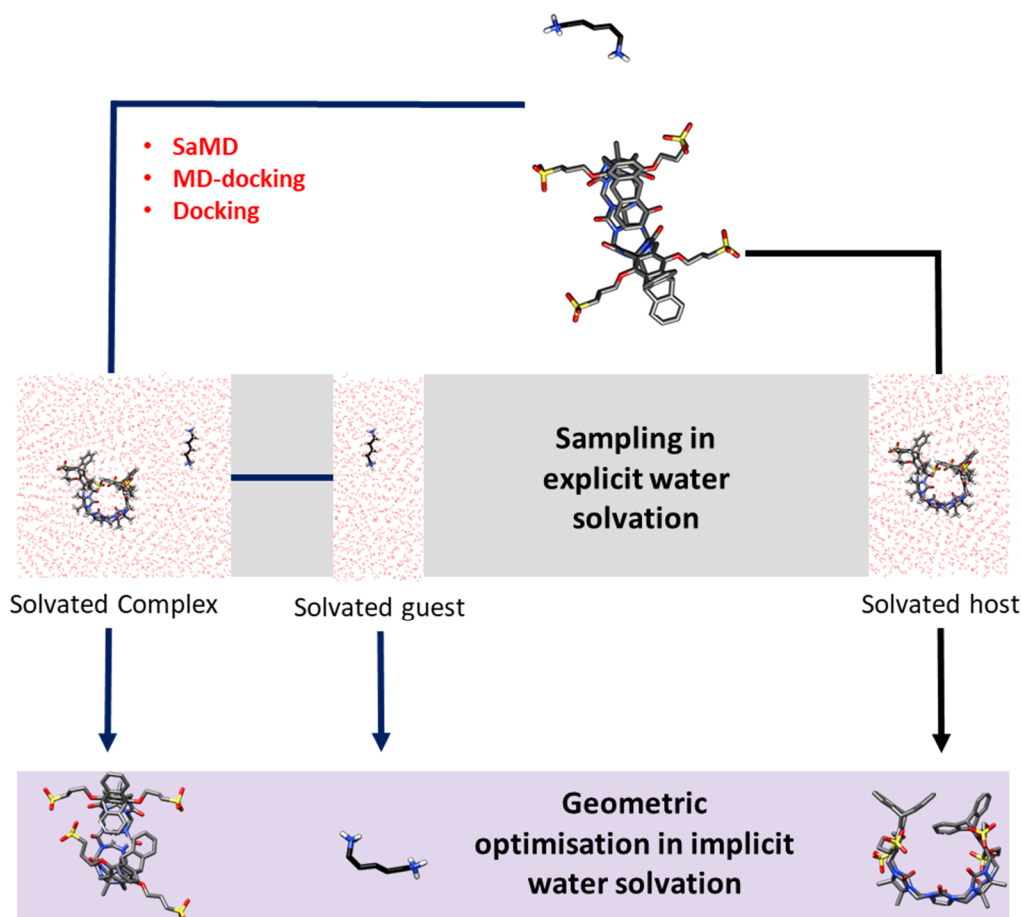 • SaMD
• MD-docking
• Docking
Sampling in
explicit water
solvation
Solvated Complex
Solvated guest
Solvated host
Geometric
optimisation in implicit
water solvation